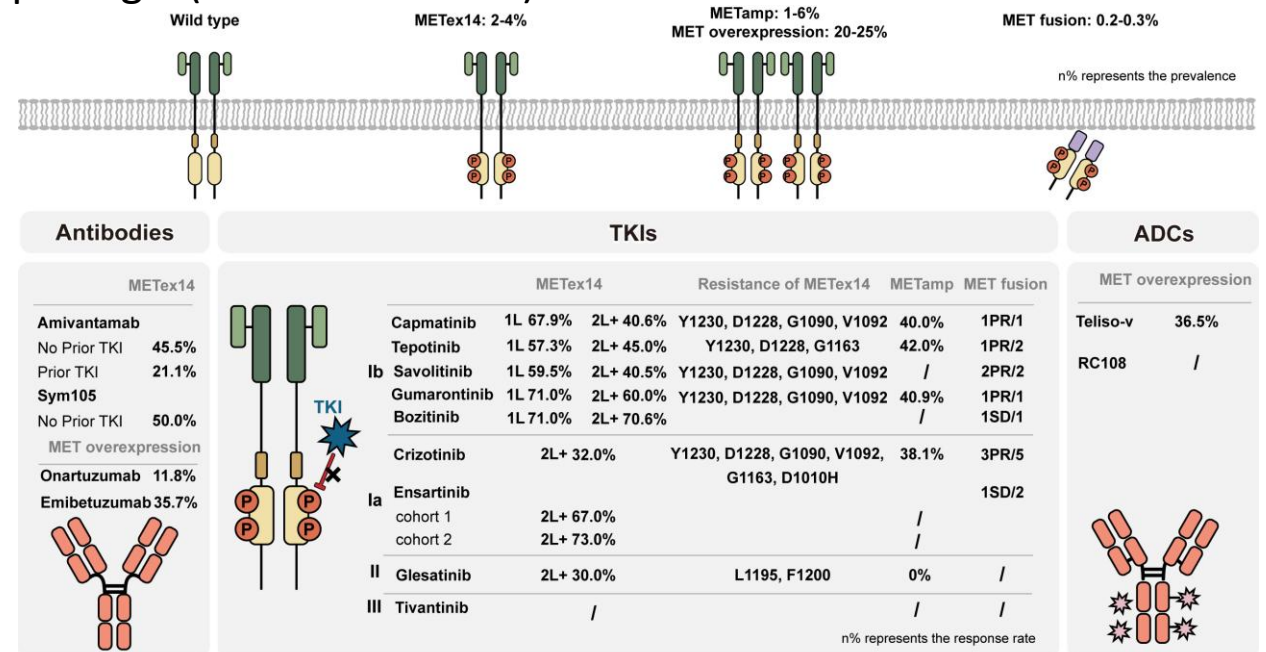 Wild type
METex14: 2-4%
METamp: 1-6%
MET overexpression: 20-25%
MET fusion: 0.2-0.3%
n% represents the prevalence
P P P P
P P P P P P P P
P P P P
Antibodies
METex14
Amivantamab
No Prior TKI 45.5%
Prior TKI 21.1%
Sym105
No Prior TKI 50.0%
MET overexpression
Onartuzumab 11.8%
Emibetuzumab 35.7%
TKIs
TKI
P P
P P
METex14 Resistance of METex14 METamp MET fusion
Ib
Capmatinib 1L 67.9% 2L+ 40.6% Y1230, D1228, G1090, V1092 40.0% 1PR/1
Tepotinib 1L 57.3% 2L+ 45.0% Y1230, D1228, G1163 42.0% 1PR/2
Savolitinib 1L 59.5% 2L+ 40.5% Y1230, D1228, G1090, V1092 / 2PR/2
Gumarontinib 1L 71.0% 2L+ 60.0% Y1230, D1228, G1090, V1092 40.9% 1PR/1
Bozitinib 1L 71.0% 2L+ 70.6% / 1SD/1
Ia
Crizotinib 2L+ 32.0% Y1230, D1228, G1090, V1092, 38.1% 3PR/5
G1163, D1010H
Ensartinib 1SD/2
cohort 1 2L+ 67.0% /
cohort 2 2L+ 73.0% /
II Glesatinib 2L+ 30.0% L1195, F1200 0% /
III Tivantinib / / /
n% represents the response rate
ADCs
MET overexpression
Teliso-v 36.5%
RC108 /